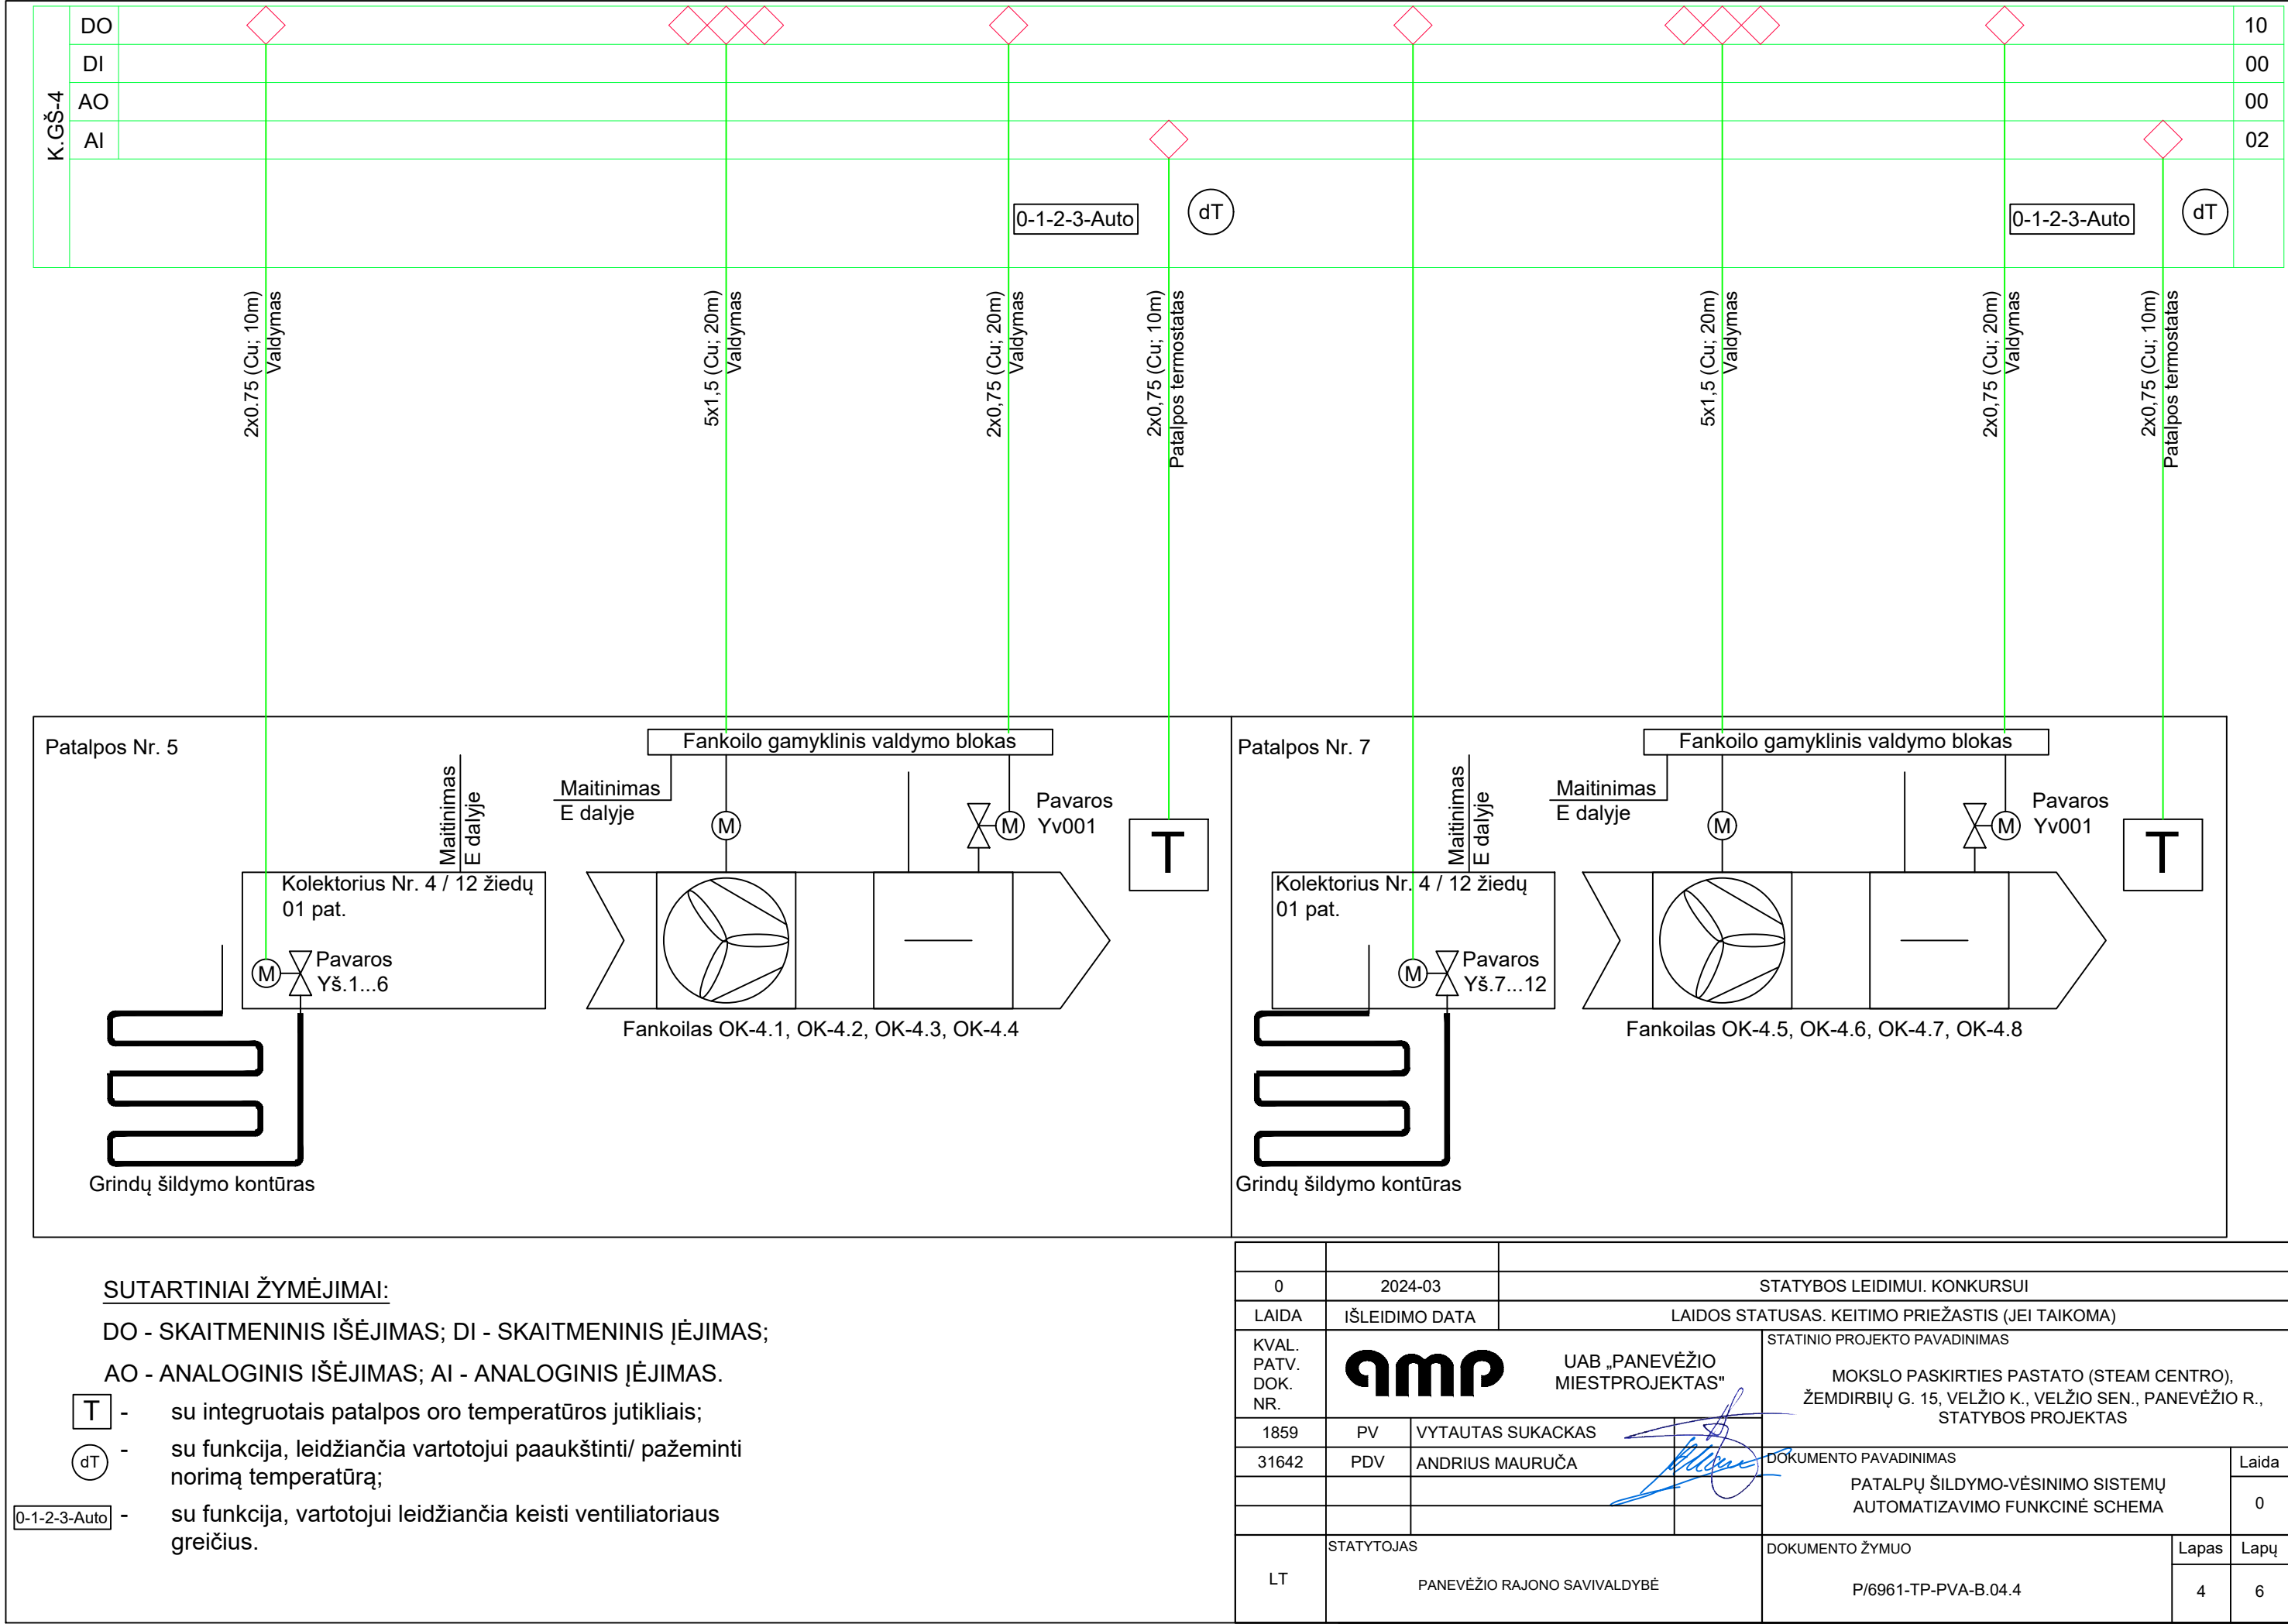 K.GŠ-4
DO
10
DI
00
AO
00
AI
02
0-1-2-3-Auto
dT
0-1-2-3-Auto
dT
2x0.75 (Cu; 10m)
Valdymas
5x1,5 (Cu; 20m)
Valdymas
2x0,75 (Cu; 20m)
Valdymas
2x0,75 (Cu; 10m)
Patalpos termostatas
5x1,5 (Cu; 20m)
Valdymas
2x0,75 (Cu; 20m)
Valdymas
2x0,75 (Cu; 10m)
Patalpos termostatas
Patalpos Nr. 5
Fankoilo gamyklinis valdymo blokas
Maitinimas
E dalyje
Maitinimas
E dalyje
M
M
Pavaros
Yv001
T
Kolektorius Nr. 4 / 12 žiedų
01 pat.
M
Pavaros
Yš.1...6
Fankoilas OK-4.1, OK-4.2, OK-4.3, OK-4.4
Grindų šildymo kontūras
Patalpos Nr. 7
Fankoilo gamyklinis valdymo blokas
Maitinimas
E dalyje
Maitinimas
E dalyje
M
M
Pavaros
Yv001
T
Kolektorius Nr. 4 / 12 žiedų
01 pat.
M
Pavaros
Yš.7...12
Fankoilas OK-4.5, OK-4.6, OK-4.7, OK-4.8
Grindų šildymo kontūras
SUTARTINIAI ŽYMĖJIMAI:
DO - SKAITMENINIS IŠĖJIMAS; DI - SKAITMENINIS ĮĖJIMAS;
AO - ANALOGINIS IŠĖJIMAS; AI - ANALOGINIS ĮĖJIMAS.
T - su integruotais patalpos oro temperatūros jutikliais;
dT - su funkcija, leidžiančia vartotojui paaukštinti/ pažeminti
norimą temperatūrą;
0-1-2-3-Auto - su funkcija, vartotojui leidžiančia keisti ventiliatoriaus
greičius.
0 2024-03 STATYBOS LEIDIMUI. KONKURSUI
LAIDA IŠLEIDIMO DATA LAIDOS STATUSAS. KEITIMO PRIEŽASTIS (JEI TAIKOMA)
KVAL.
PATV.
DOK.
NR.
amp
UAB „PANEVĖŽIO
MIESTPROJEKTAS"
STATINIO PROJEKTO PAVADINIMAS
MOKSLO PASKIRTIES PASTATO (STEAM CENTRO),
ŽEMDIRBIŲ G. 15, VELŽIO K., VELŽIO SEN., PANEVĖŽIO R.,
STATYBOS PROJEKTAS
1859 PV VYTAUTAS SUKACKAS
31642 PDV ANDRIUS MAURUČA
DOKUMENTO PAVADINIMAS
PATALPŲ ŠILDYMO-VĖSINIMO SISTEMŲ
AUTOMATIZAVIMO FUNKCINĖ SCHEMA
Laida
0
LT
STATYTOJAS
PANEVĖŽIO RAJONO SAVIVALDYBĖ
DOKUMENTO ŽYMUO
P/6961-TP-PVA-B.04.4
Lapas
4
Lapų
6